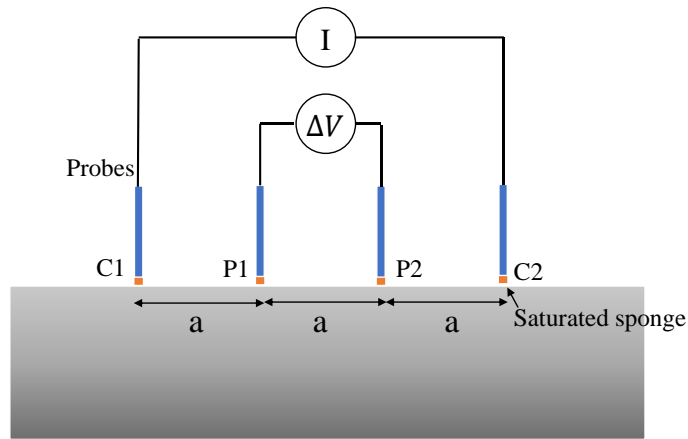 I
ΔV
Probes
C1
P1
P2
C2
a
a
a
Saturated sponge